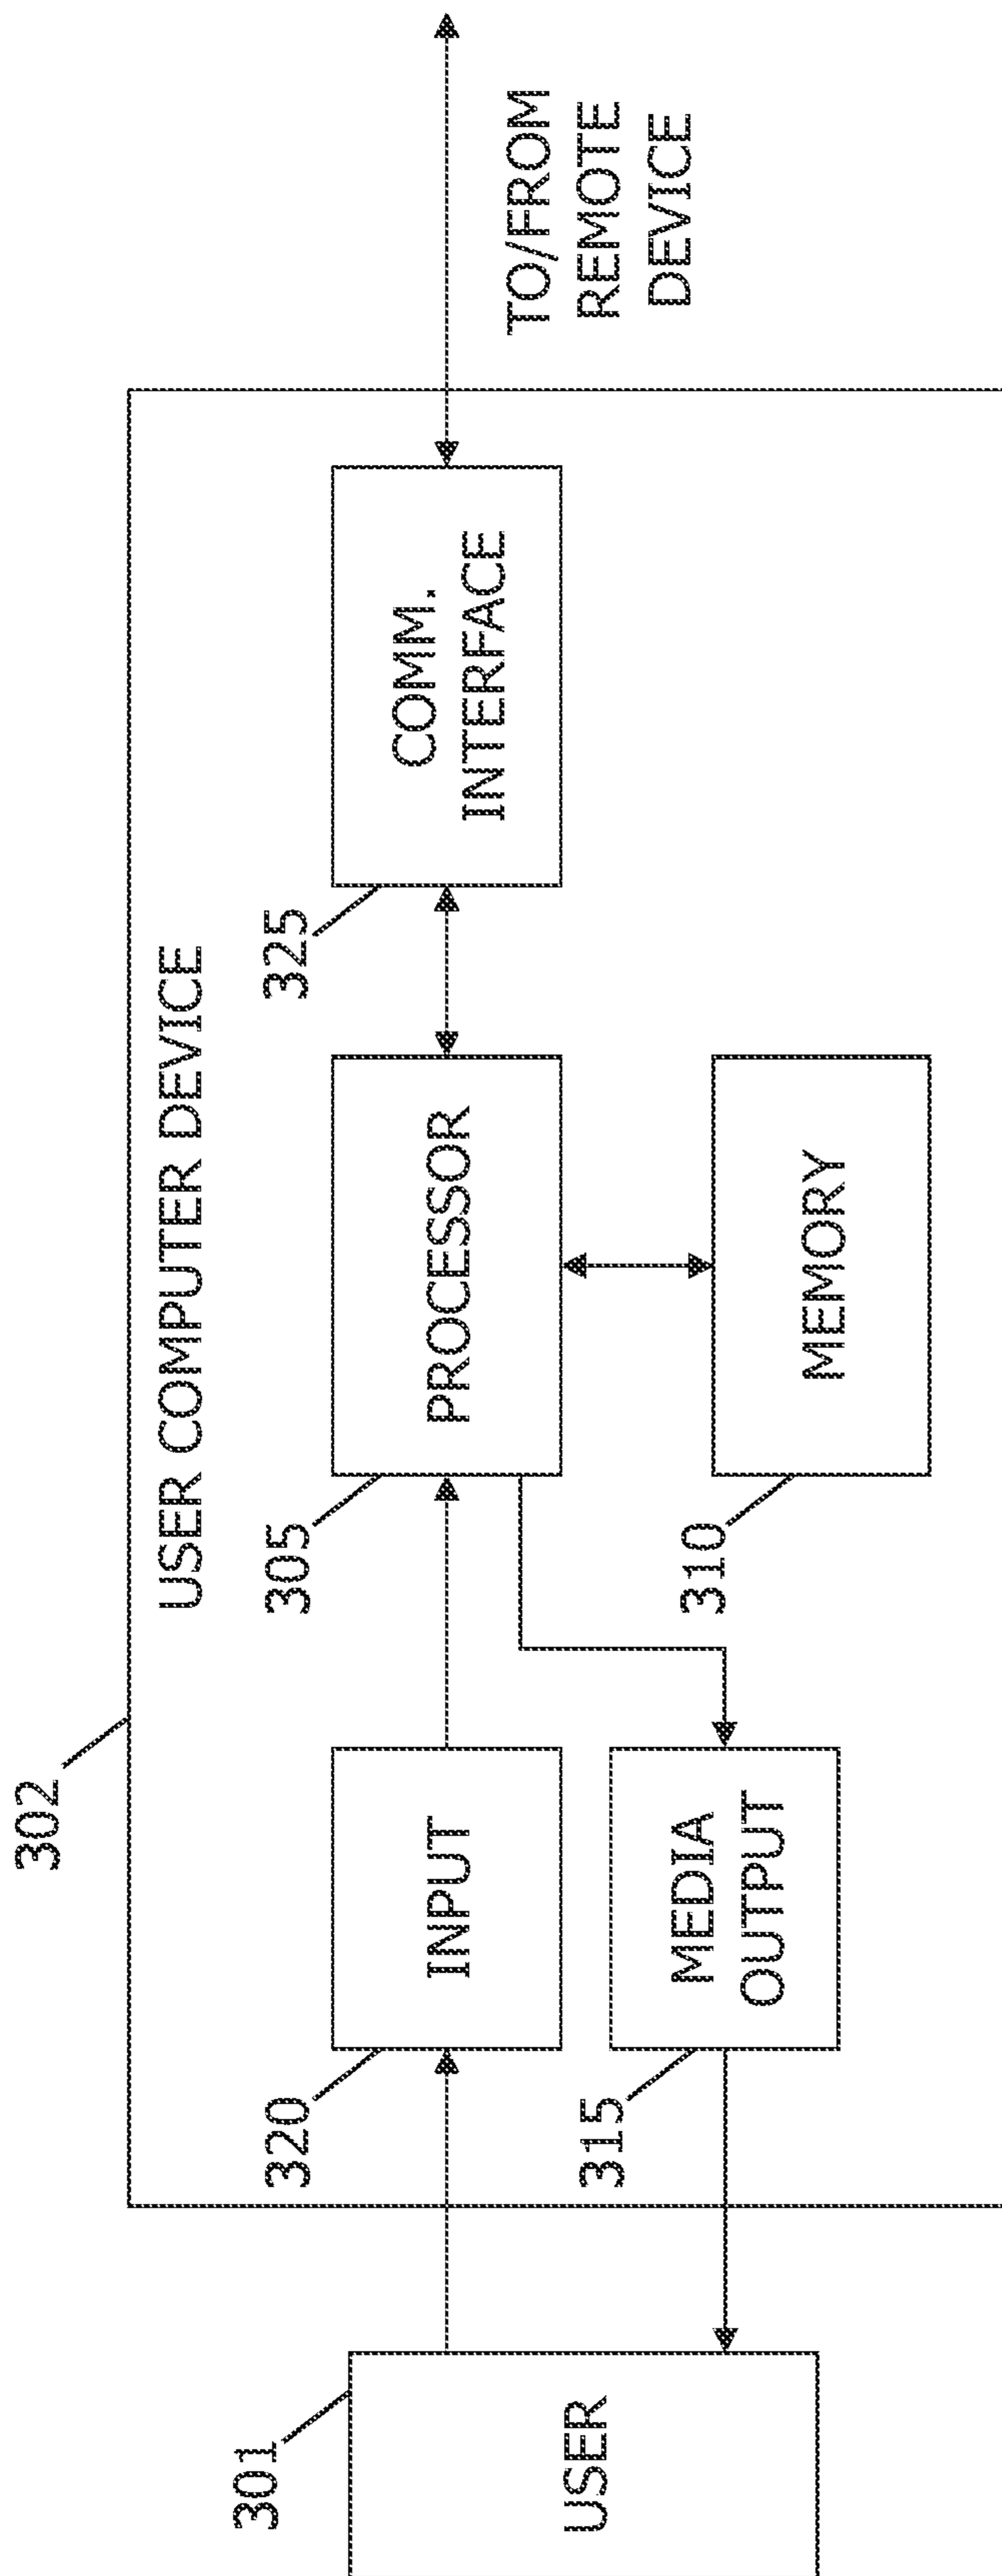 302
USER COMPUTER DEVICE
301
320
305
325
USER
INPUT
PROCESSOR
COMM.
INTERFACE
TO/FROM
REMOTE
DEVICE
315
310
MEDIA
OUTPUT
MEMORY